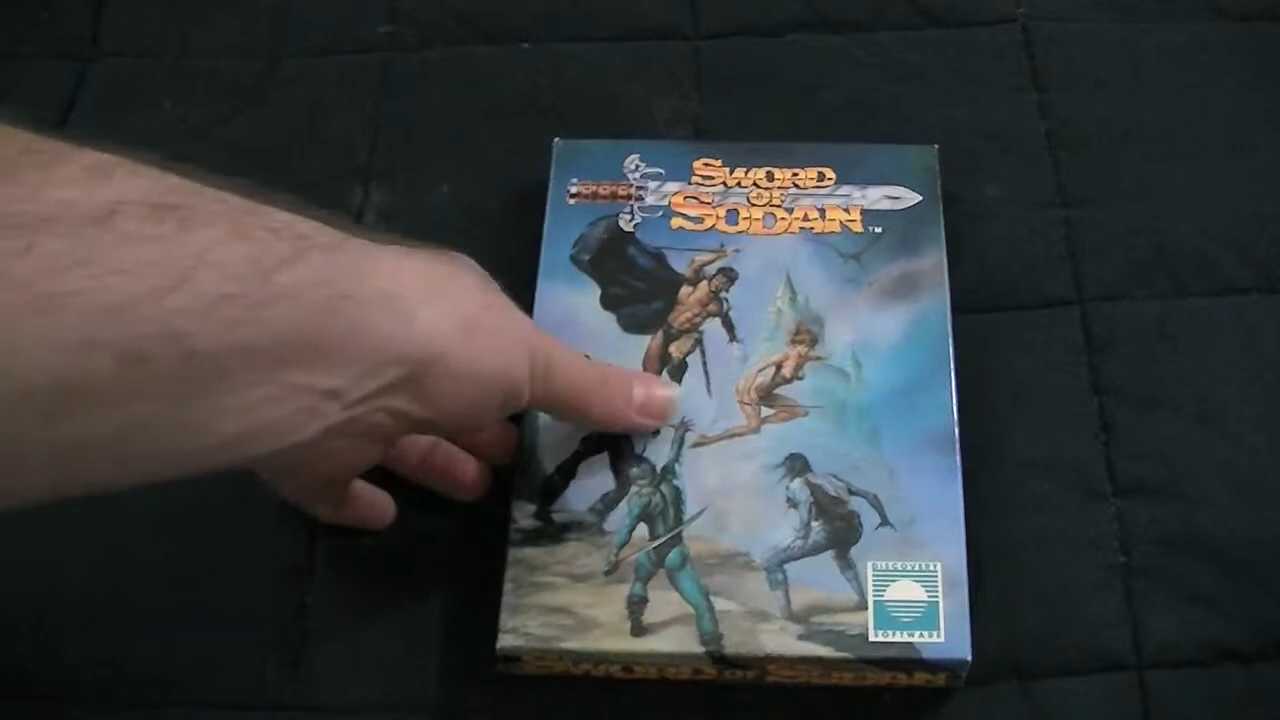 SWORD
OF
SODAN
TM
DISCOVERY
SOFTWARE
SWORD OF SODAN